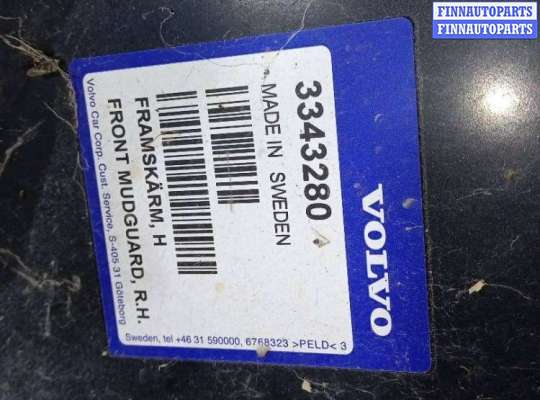 FINNAUTOPARTS
FINNAUTOPARTS
VOLVO
3343280
MADE IN SWEDEN
FRAMSKÄRM, H
FRONT MUDGUARD, R.H.
Volvo Car Corp. Cust. Service, S-405 31 Göteborg
Sweden, tel +46 31 590000, 6768323 >PELD< 3